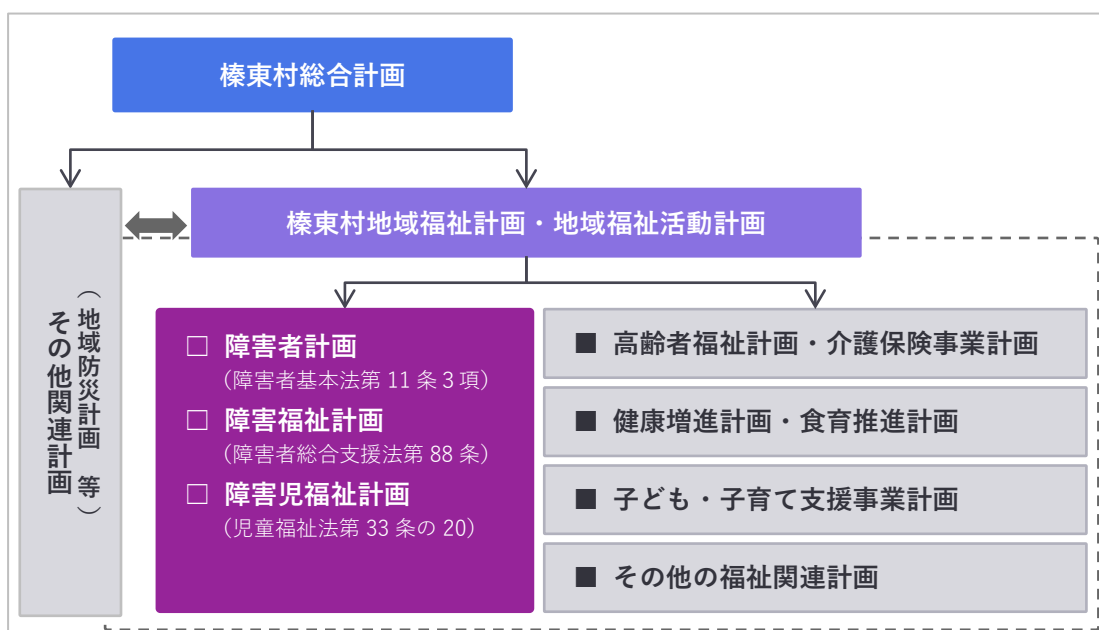 榛東村総合計画
榛東村地域福祉計画・地域福祉活動計画
その他関連計画
（地域防災計画　等）
□ 障害者計画
（障害者基本法第 11 条 3 項）
□ 障害福祉計画
（障害者総合支援法第 88 条）
□ 障害児福祉計画
（児童福祉法第 33 条の 20）
■ 高齢者福祉計画・介護保険事業計画
■ 健康増進計画・食育推進計画
■ 子ども・子育て支援事業計画
■ その他の福祉関連計画